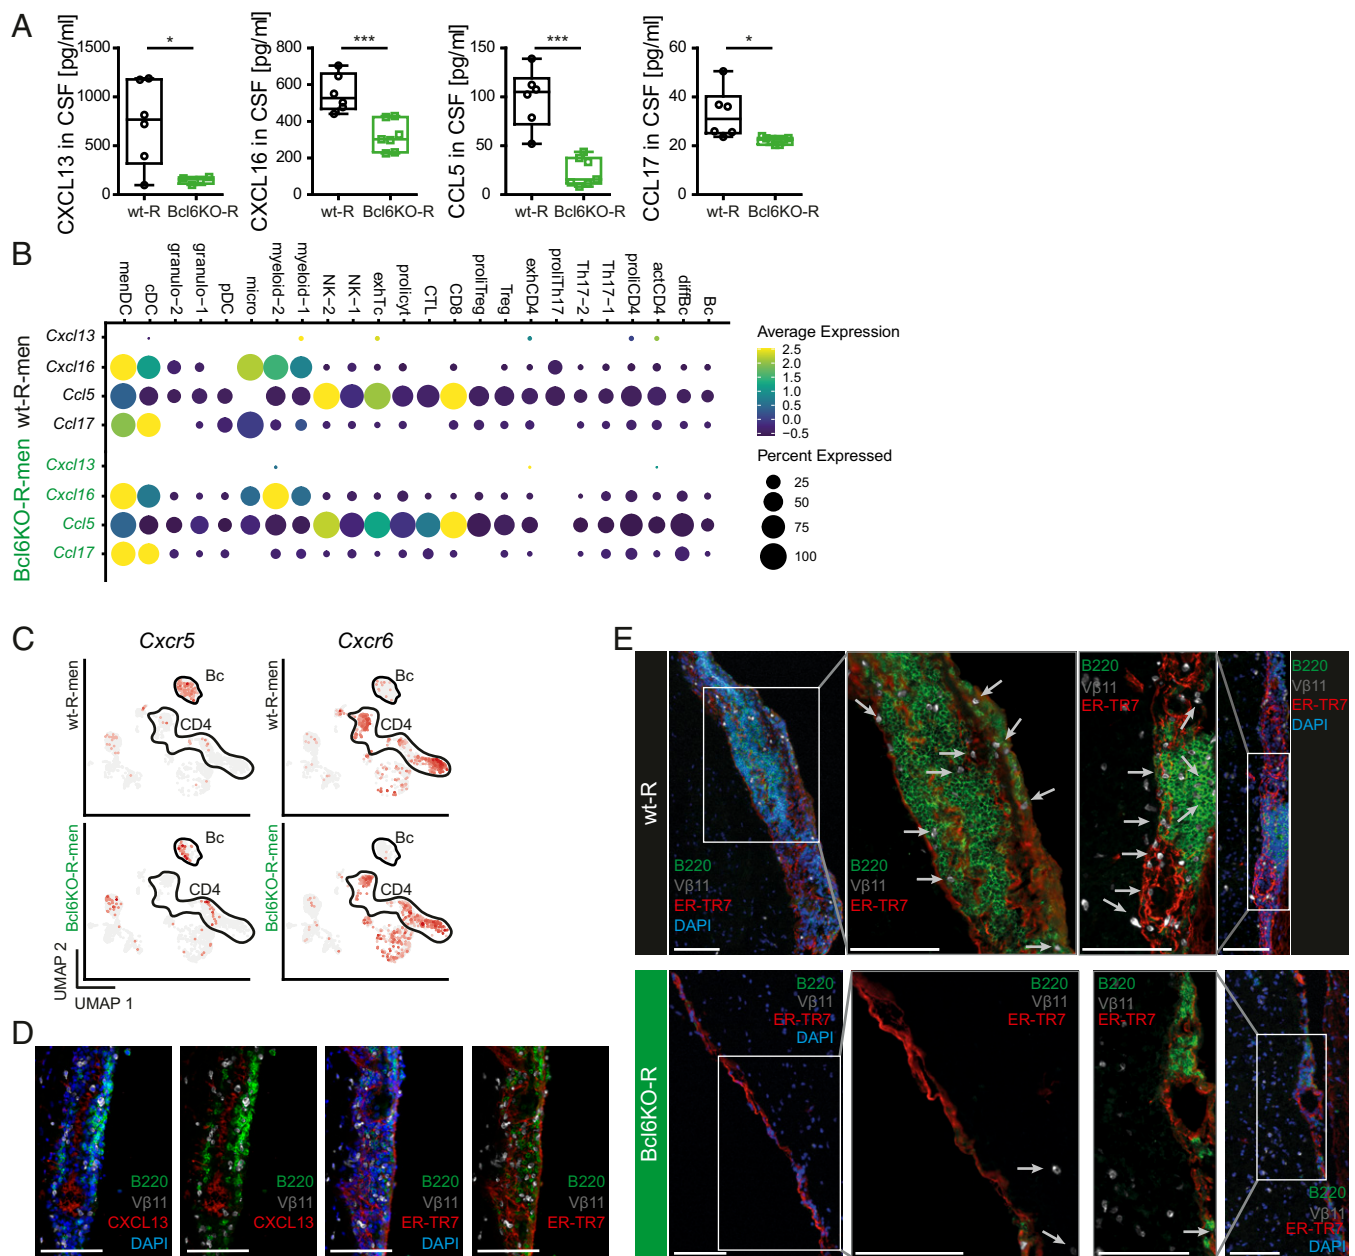 A
CXCL13 in CSF [pg/ml]
1500
1000
500
0
*
wt-R
Bcl6KO-R
CXCL16 in CSF [pg/ml]
800
600
400
200
0
***
wt-R
Bcl6KO-R
CCL5 in CSF [pg/ml]
150
100
50
0
***
wt-R
Bcl6KO-R
CCL17 in CSF [pg/ml]
60
40
20
0
*
wt-R
Bcl6KO-R
B
menDC
cDC
granulo-2
granulo-1
pDC
micro
myeloid-2
myeloid-1
NK-2
NK-1
exhTc
prolicyt
CTL
CD8
proliTreg
Treg
exhCD4
proliTh17
Th17-2
Th17-1
proliCD4
actCD4
diffBc
Bc
wt-R-men
Cxcl13
Cxcl16
Ccl5
Ccl17
Bcl6KO-R-men
Cxcl13
Cxcl16
Ccl5
Ccl17
Average Expression
2.5
2.0
1.5
1.0
0.5
0.0
-0.5
Percent Expressed
25
50
75
100
C
Cxcr5
Cxcr6
wt-R-men
Bc
CD4
wt-R-men
Bc
CD4
Bcl6KO-R-men
Bc
CD4
Bcl6KO-R-men
Bc
CD4
UMAP 2
UMAP 1
D
B220
Vβ11
CXCL13
DAPI
B220
Vβ11
CXCL13
B220
Vβ11
ER-TR7
DAPI
B220
Vβ11
ER-TR7
E
wt-R
B220
Vβ11
ER-TR7
DAPI
B220
Vβ11
ER-TR7
B220
Vβ11
ER-TR7
B220
Vβ11
ER-TR7
DAPI
Bcl6KO-R
B220
Vβ11
ER-TR7
DAPI
B220
Vβ11
ER-TR7
B220
Vβ11
ER-TR7
B220
Vβ11
ER-TR7
DAPI